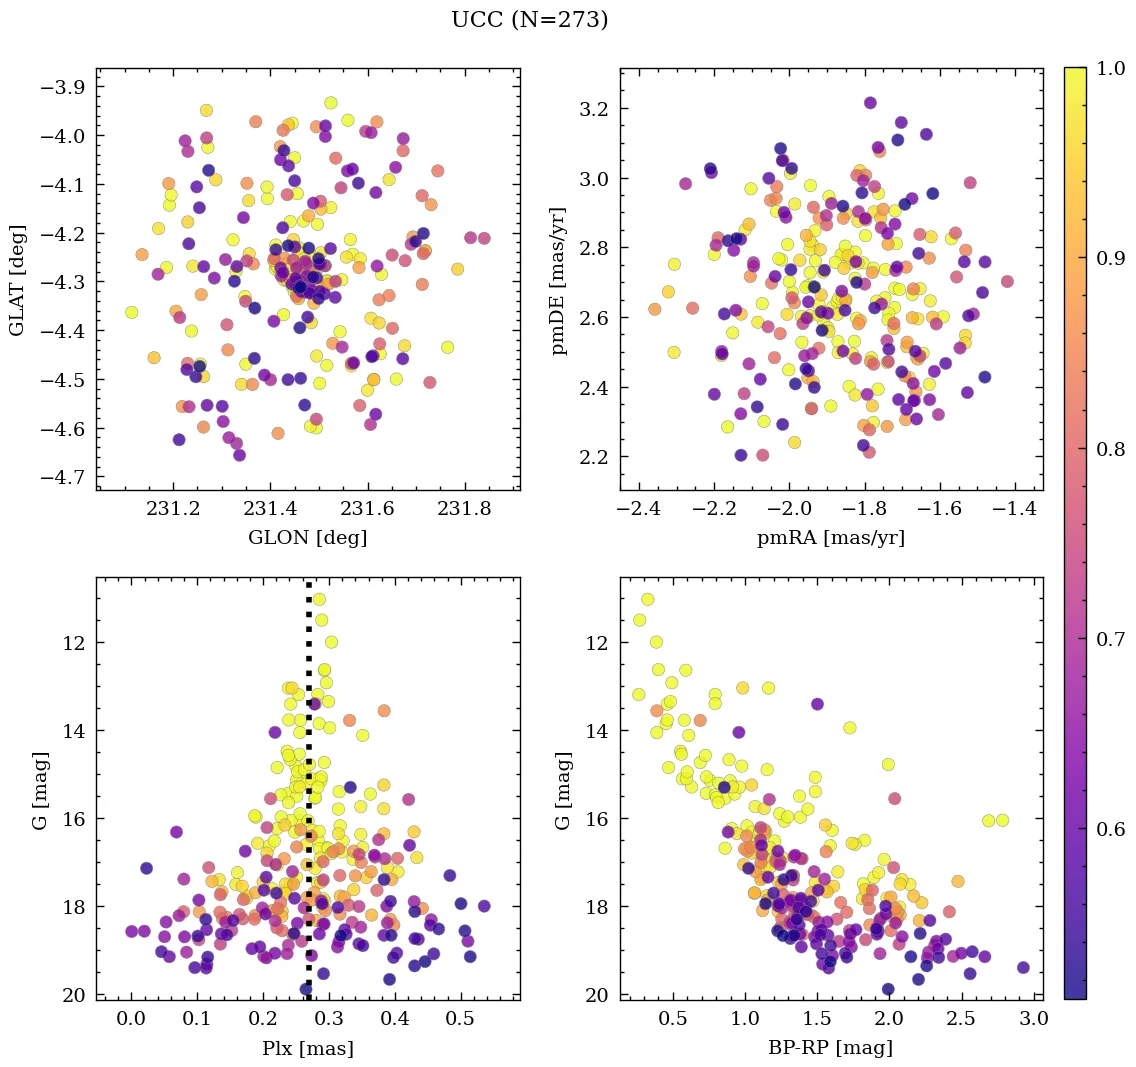 UCC (N=273)
−3.9
−4.0
−4.1
−4.2
−4.3
−4.4
−4.5
−4.6
−4.7
GLAT [deg]
231.2 231.4 231.6 231.8
GLON [deg]
3.2
3.0
2.8
2.6
2.4
2.2
pmDE [mas/yr]
−2.4 −2.2 −2.0 −1.8 −1.6 −1.4
pmRA [mas/yr]
1.0
0.9
0.8
0.7
0.6
12
14
16
18
20
G [mag]
0.0 0.1 0.2 0.3 0.4 0.5
Plx [mas]
12
14
16
18
20
G [mag]
0.5 1.0 1.5 2.0 2.5 3.0
BP-RP [mag]